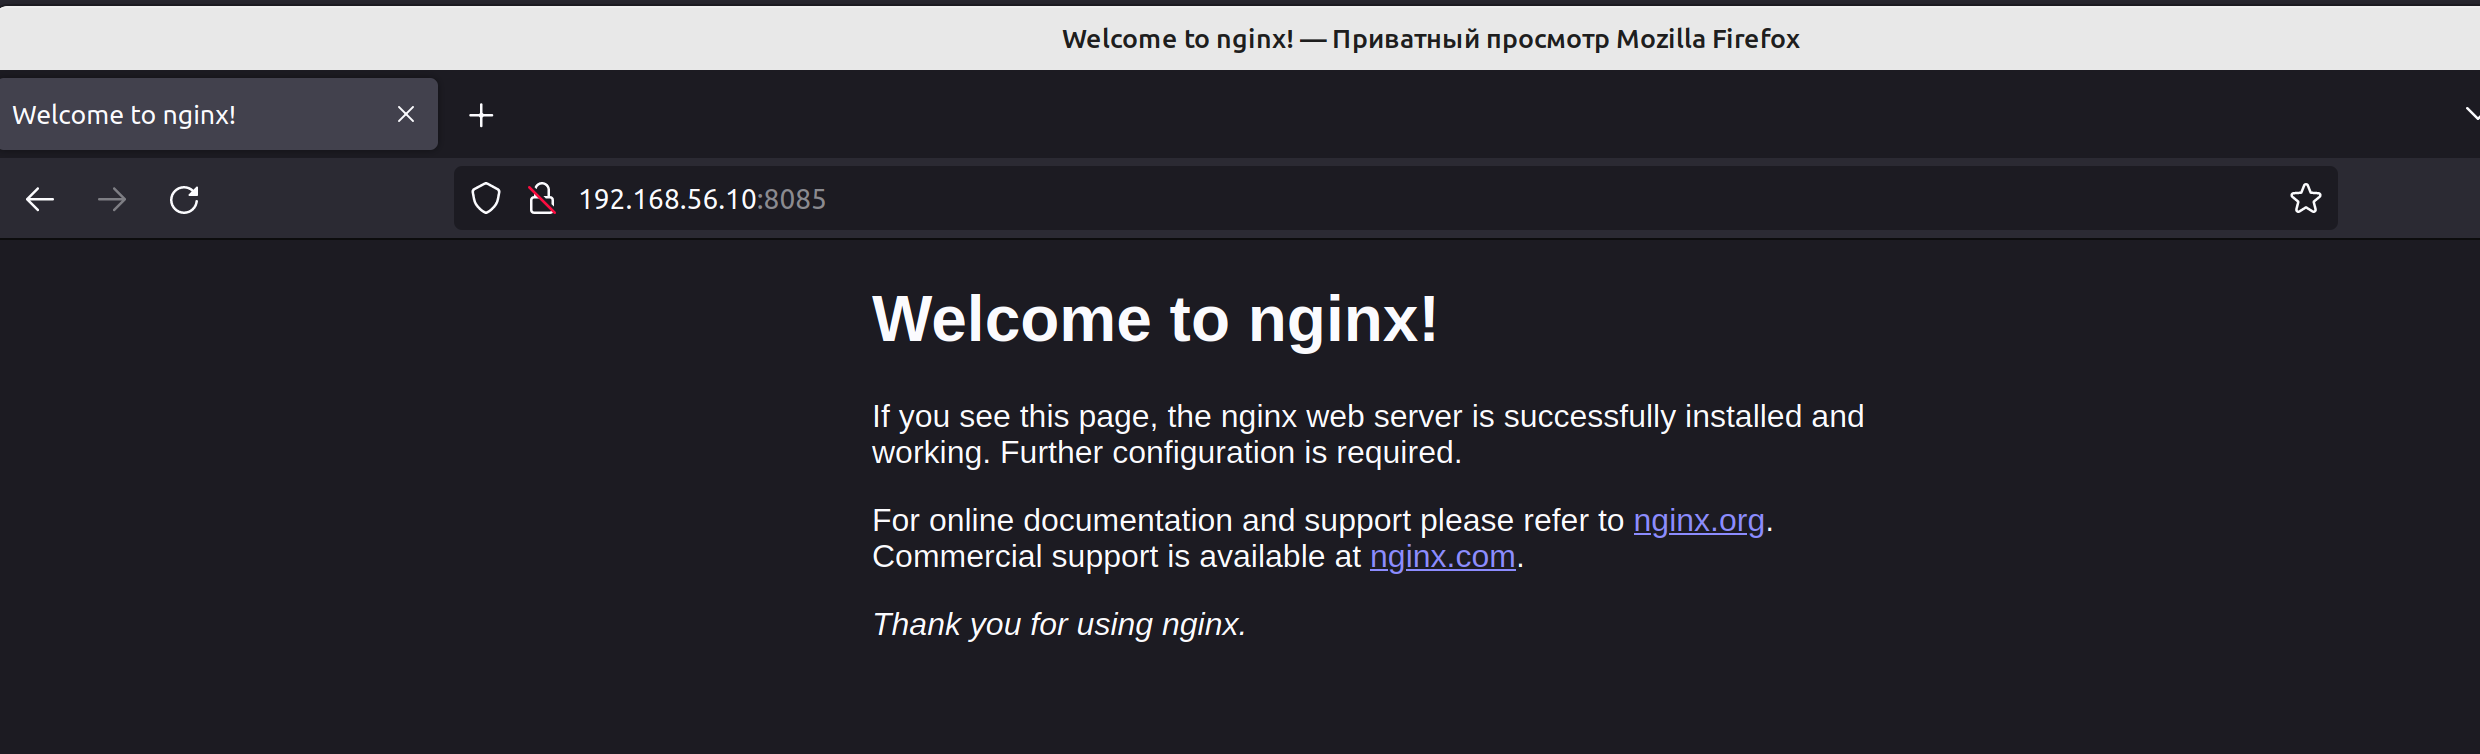 Welcome to nginx! — Приватный просмотр Mozilla Firefox
Welcome to nginx!
192.168.56.10:8085
Welcome to nginx!
If you see this page, the nginx web server is successfully installed and
working. Further configuration is required.
For online documentation and support please refer to nginx.org.
Commercial support is available at nginx.com.
Thank you for using nginx.